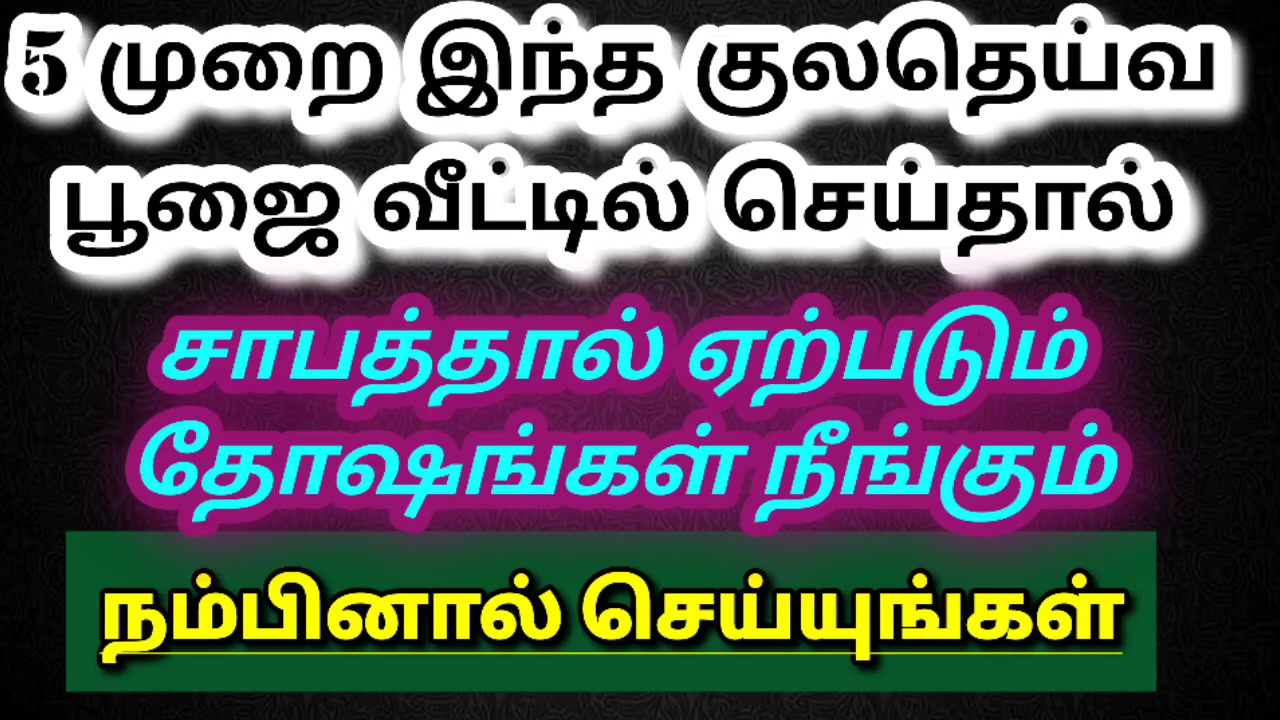 5 முறை இந்த குலதெய்வ
பூஜை வீட்டில் செய்தால்
சாபத்தால் ஏற்படும்
தோஷங்கள் நீங்கும்
நம்பினால் செய்யுங்கள்